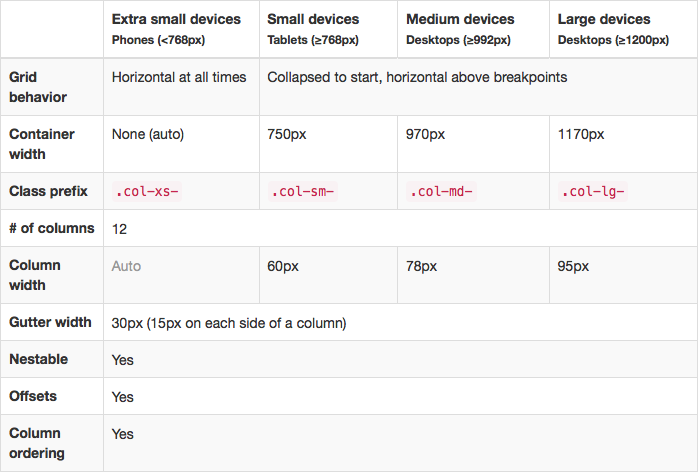 Extra small devices Small devices Medium devices Large devices
Phones (<768px) Tablets (≥768px) Desktops (≥992px) Desktops (≥1200px)
Grid Horizontal at all times Collapsed to start, horizontal above breakpoints
behavior
Container None (auto) 750px 970px 1170px
width
Class prefix .col-xs- .col-sm- .col-md- .col-lg-
# of columns 12
Column Auto 60px 78px 95px
width
Gutter width 30px (15px on each side of a column)
Nestable Yes
Offsets Yes
Column Yes
ordering